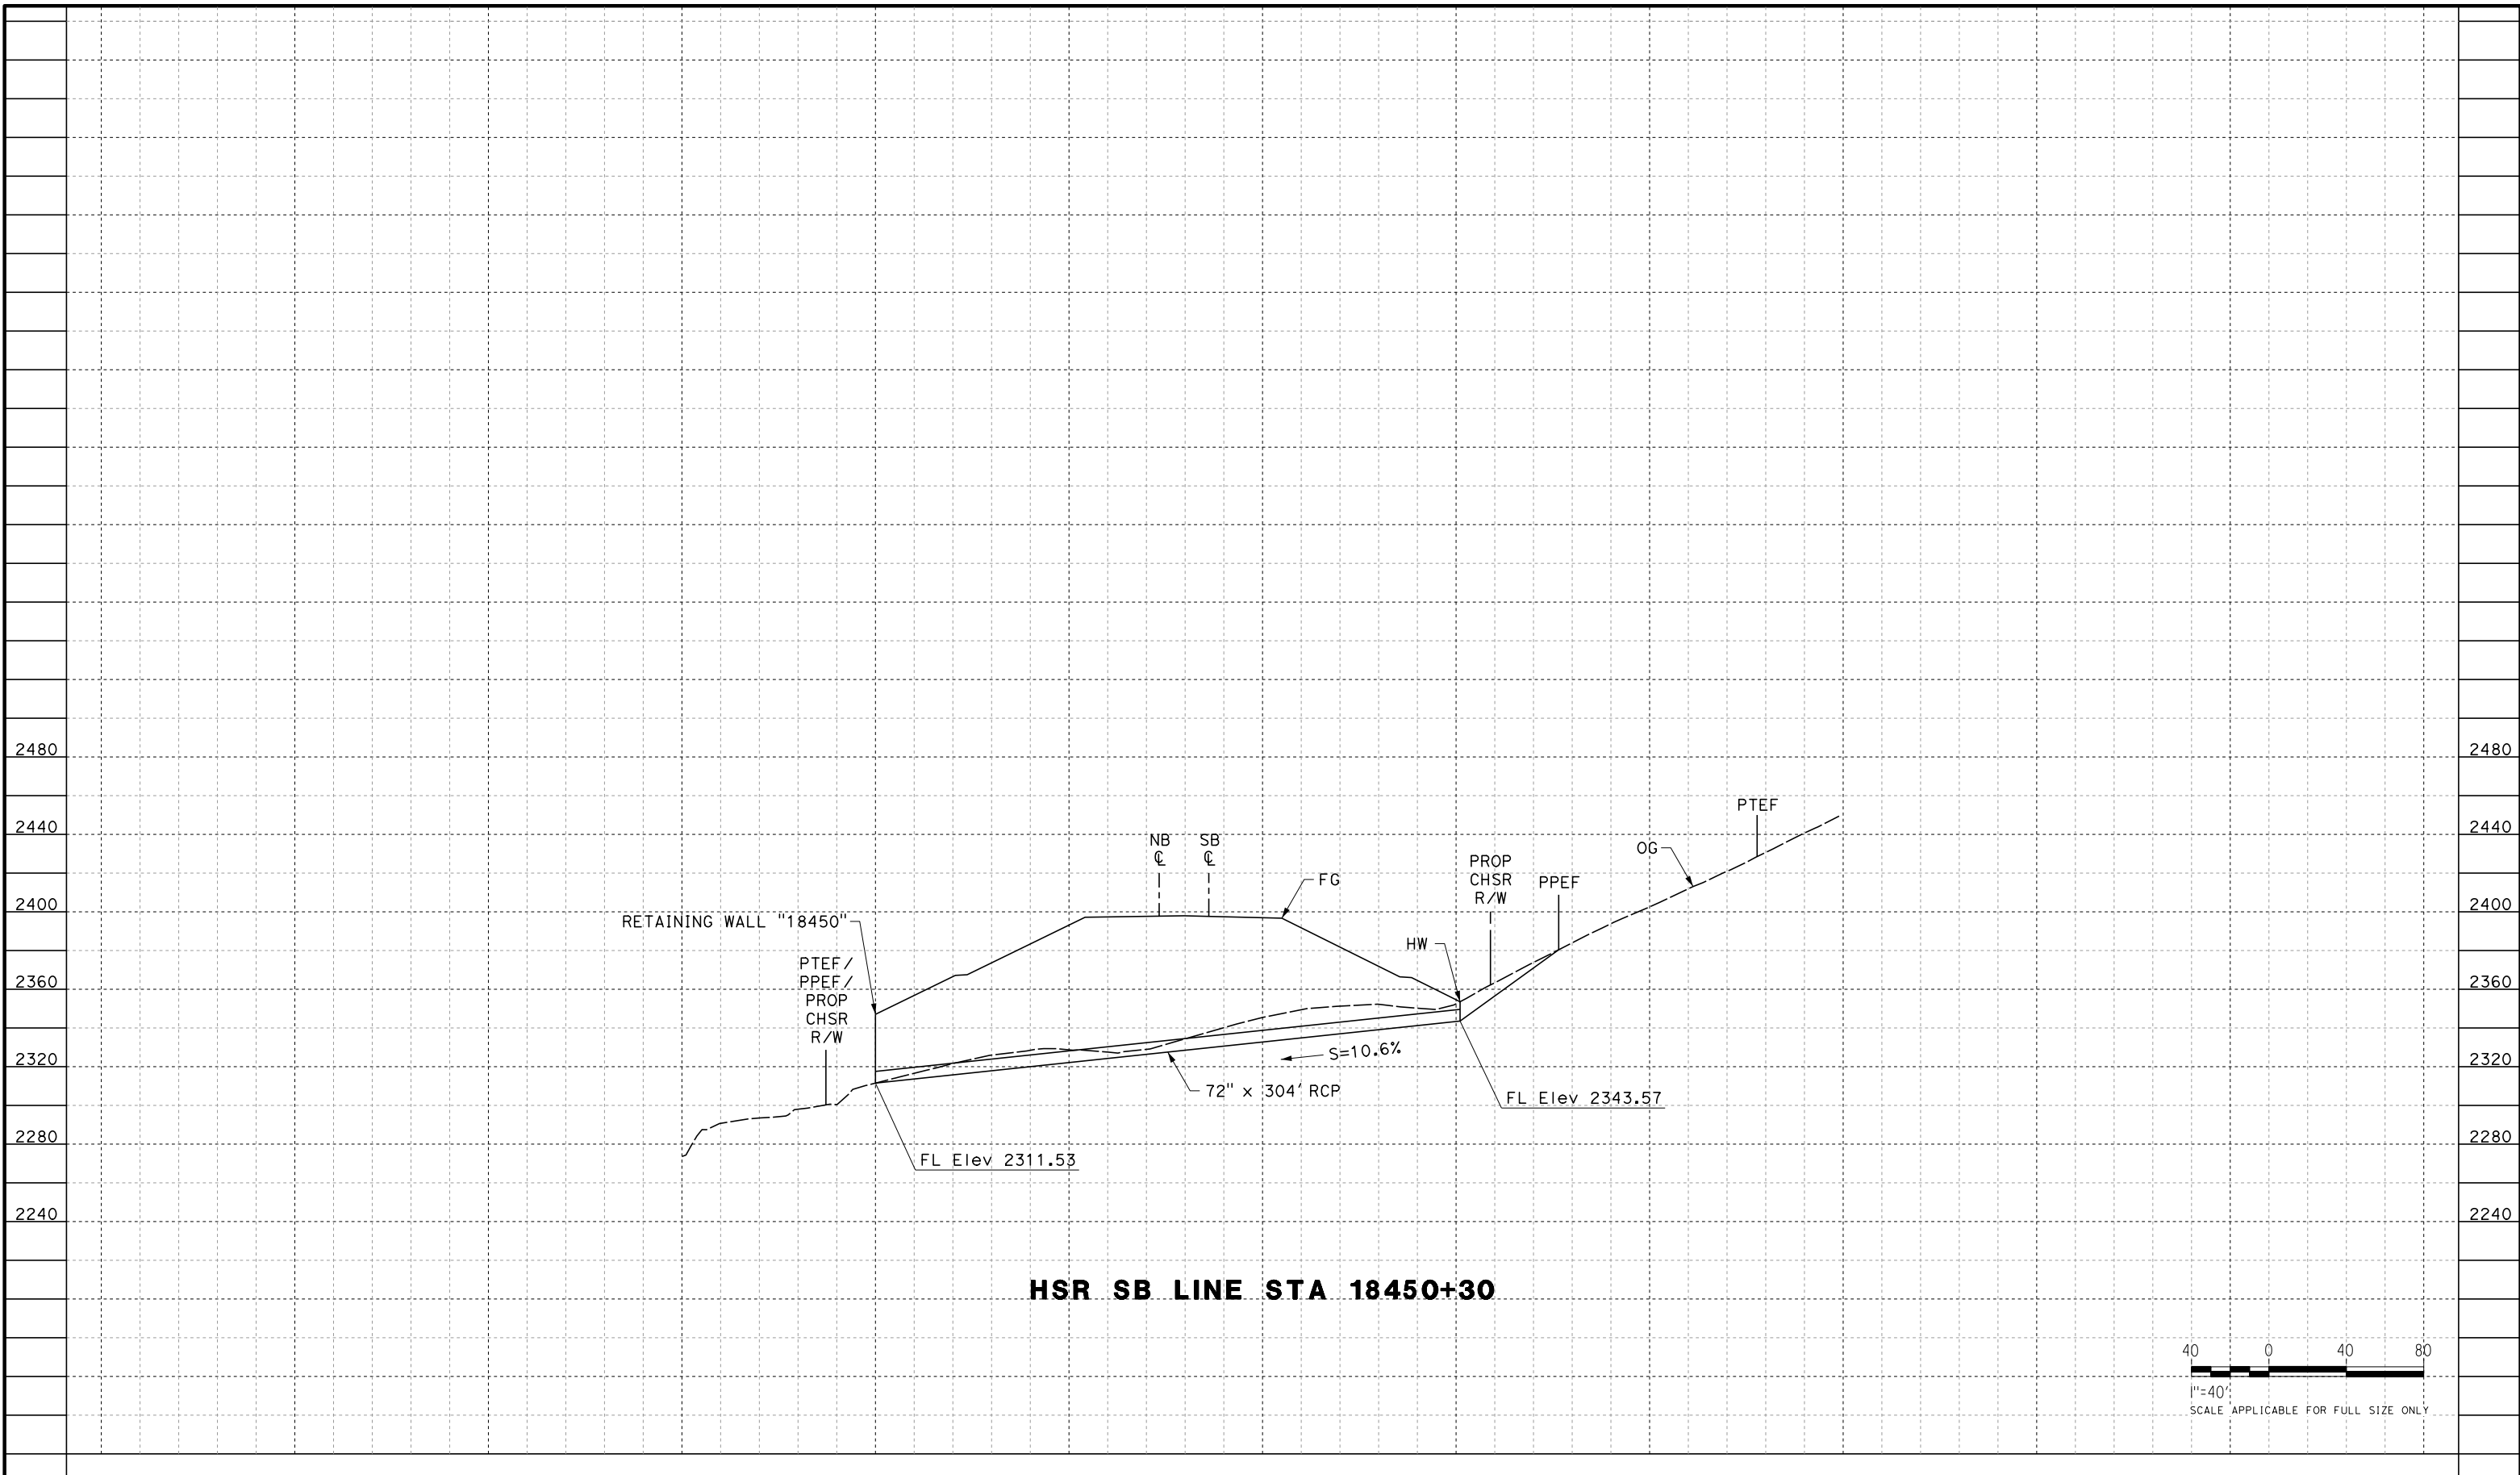 2480
2480
PTEF
2440
2440
NB
℄
SB
℄
OG
PROP
CHSR
R/W
FG
PPEF
2400
2400
RETAINING WALL "18450"
HW
PTEF/
PPEF/
PROP
CHSR
R/W
2360
2360
2320
2320
S=10.6%
72" x 304' RCP
FL Elev 2343.57
2280
2280
FL Elev 2311.53
2240
2240
HSR SB LINE STA 18450+30
40 0 40 80
1"=40'
SCALE APPLICABLE FOR FULL SIZE ONLY